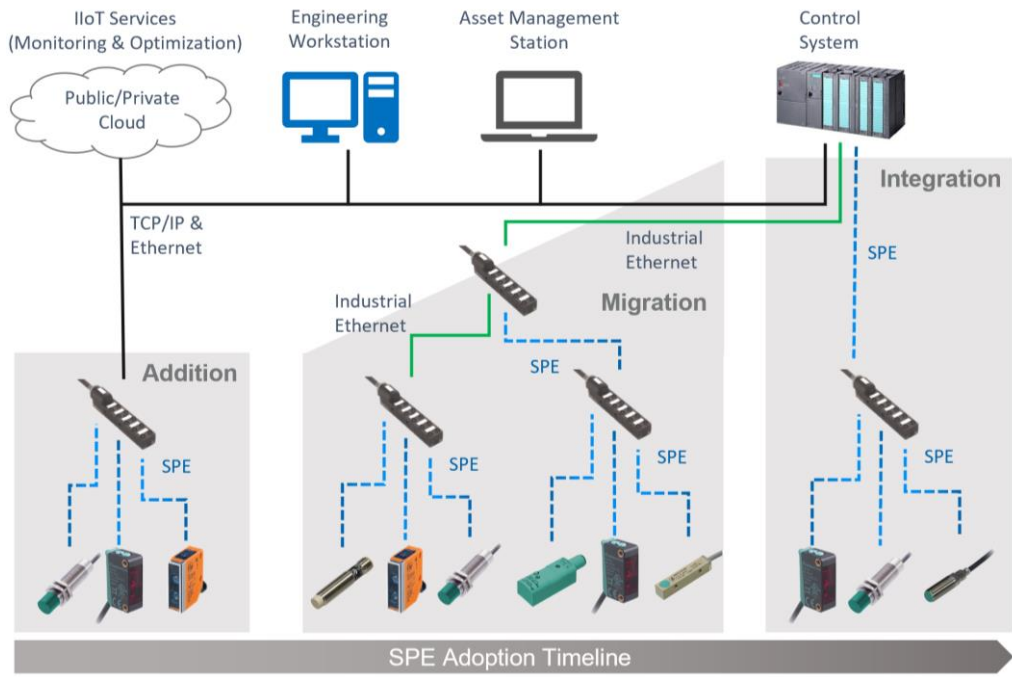 IIoT Services
(Monitoring & Optimization)
Engineering
Workstation
Asset Management
Station
Control
System
Public/Private
Cloud
Integration
TCP/IP &
Ethernet
Industrial
Ethernet
SPE
Industrial
Ethernet
Migration
Addition
SPE
SPE
SPE
SPE
SPE
SPE Adoption Timeline